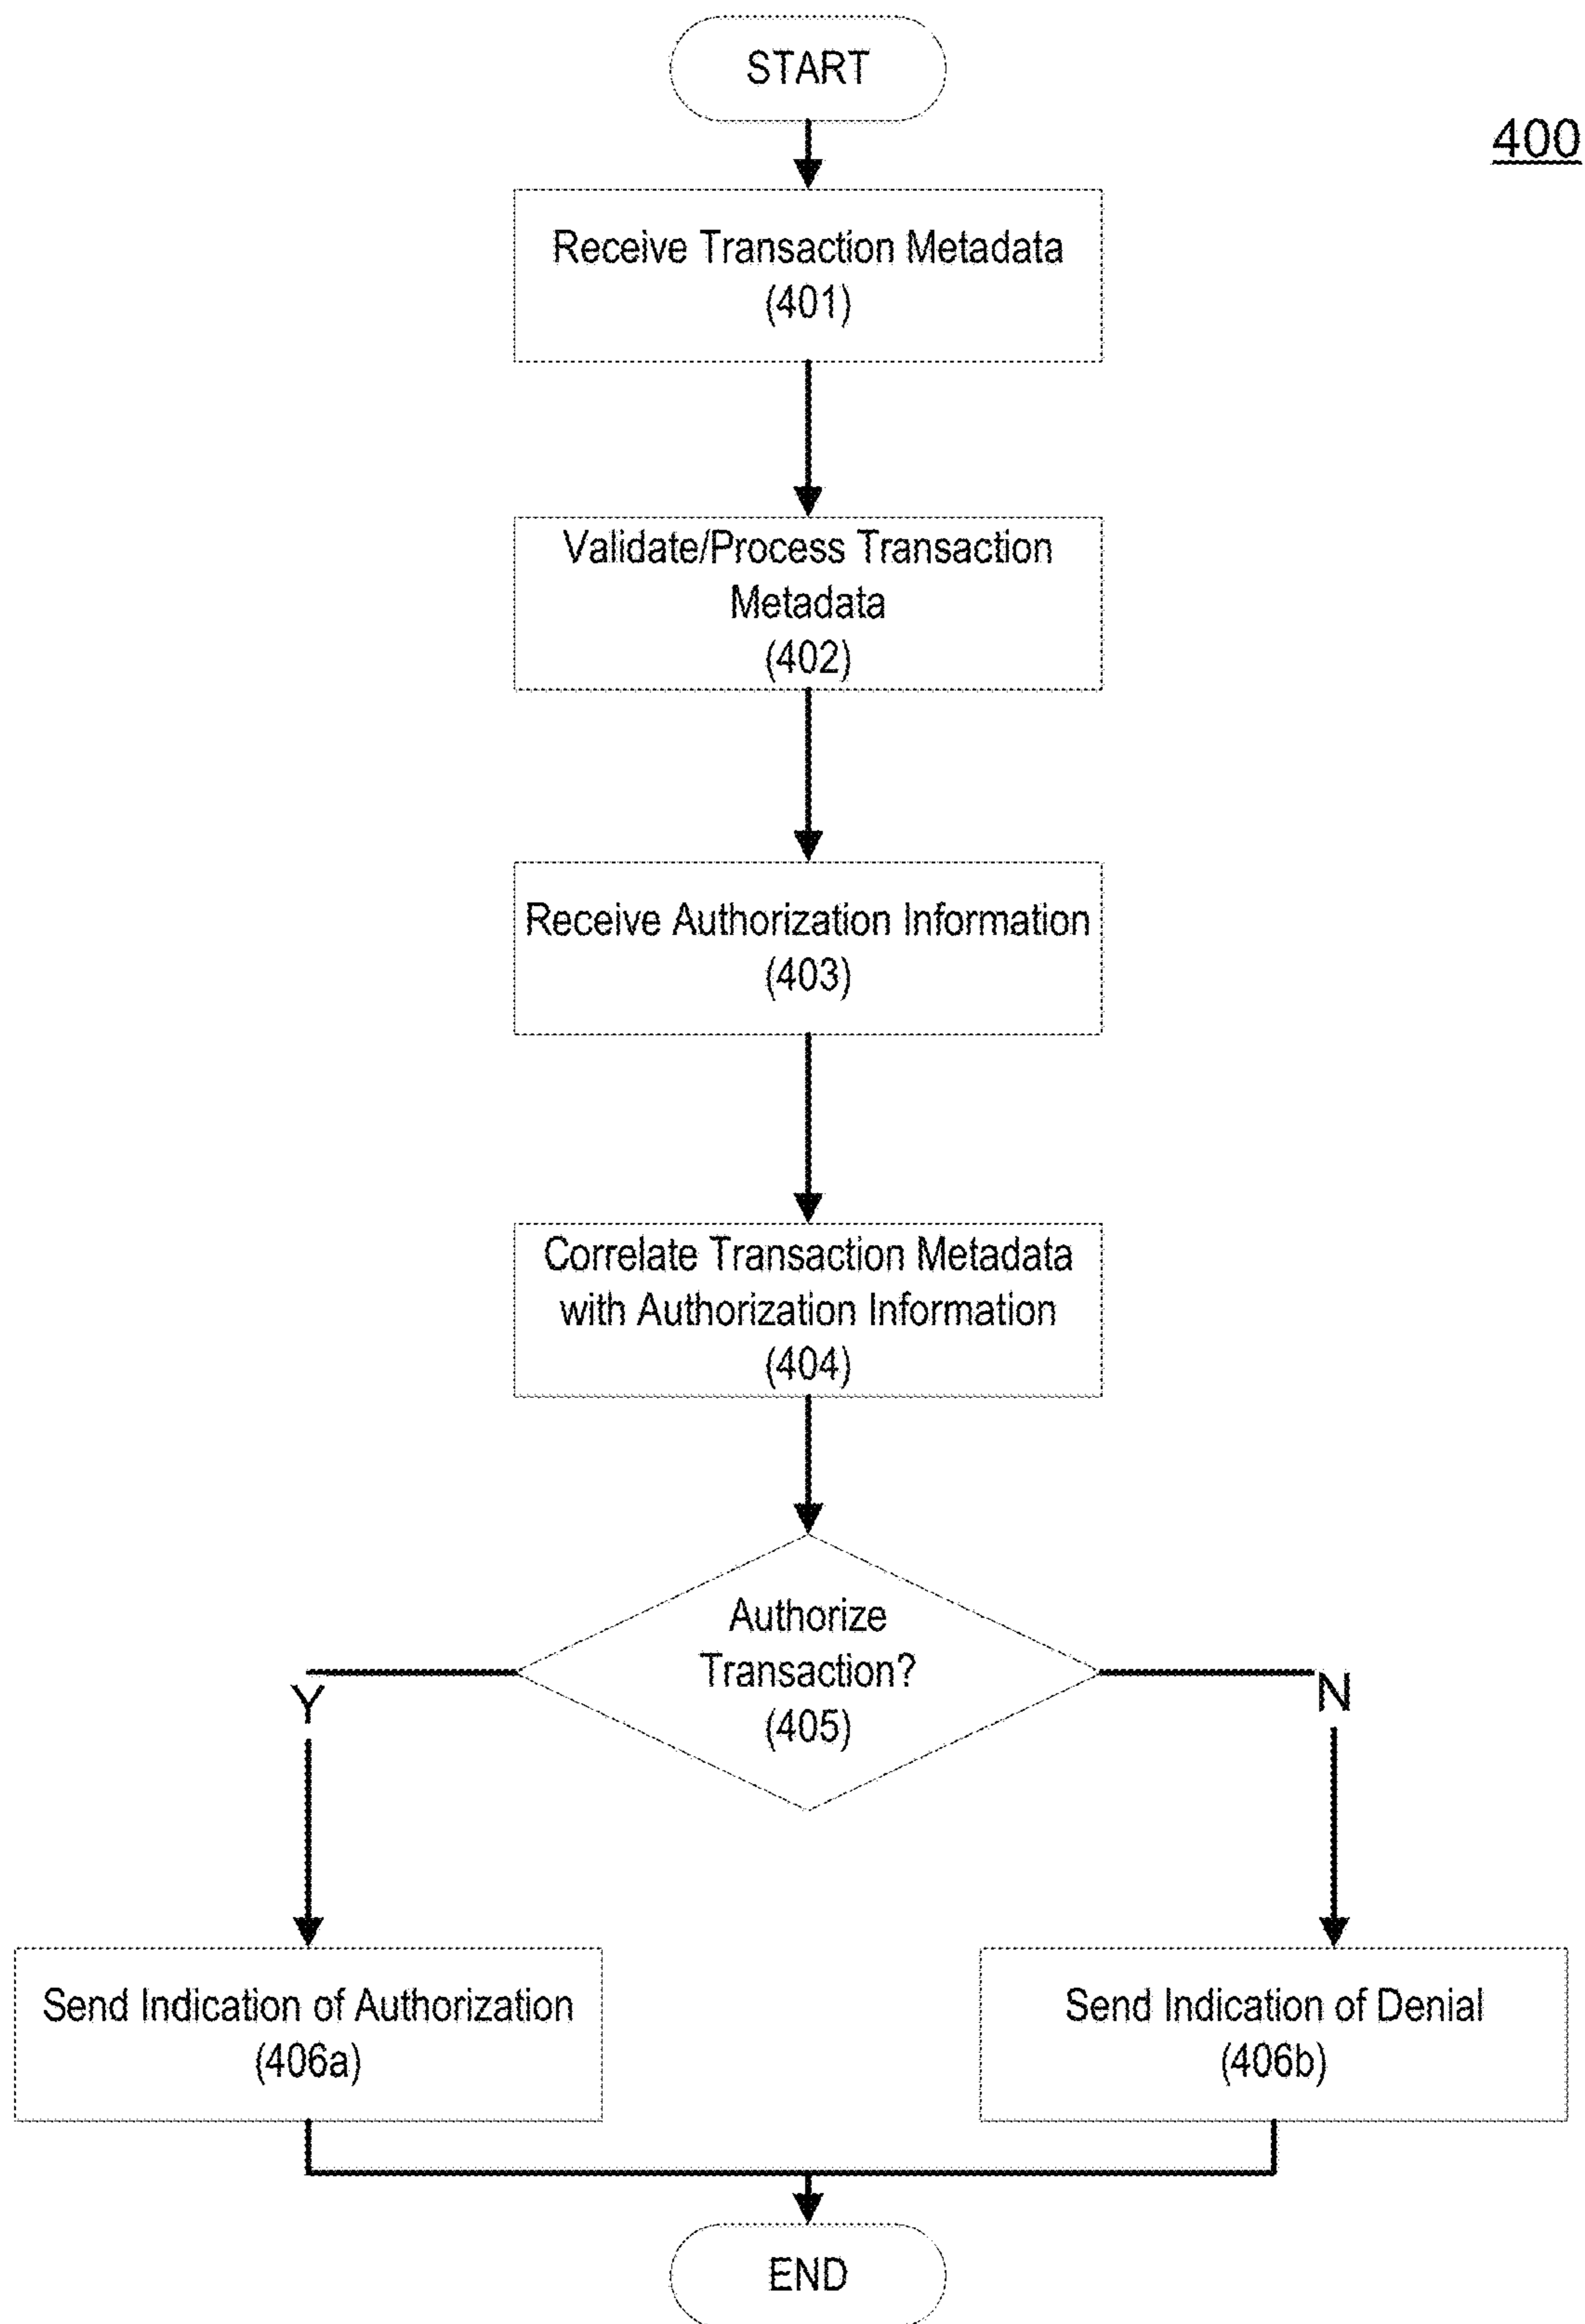 START
400
Receive Transaction Metadata
(401)
Validate/Process Transaction
Metadata
(402)
Receive Authorization Information
(403)
Correlate Transaction Metadata
with Authorization Information
(404)
Authorize
Transaction?
(405)
Y
N
Send Indication of Authorization
(406a)
Send Indication of Denial
(406b)
END